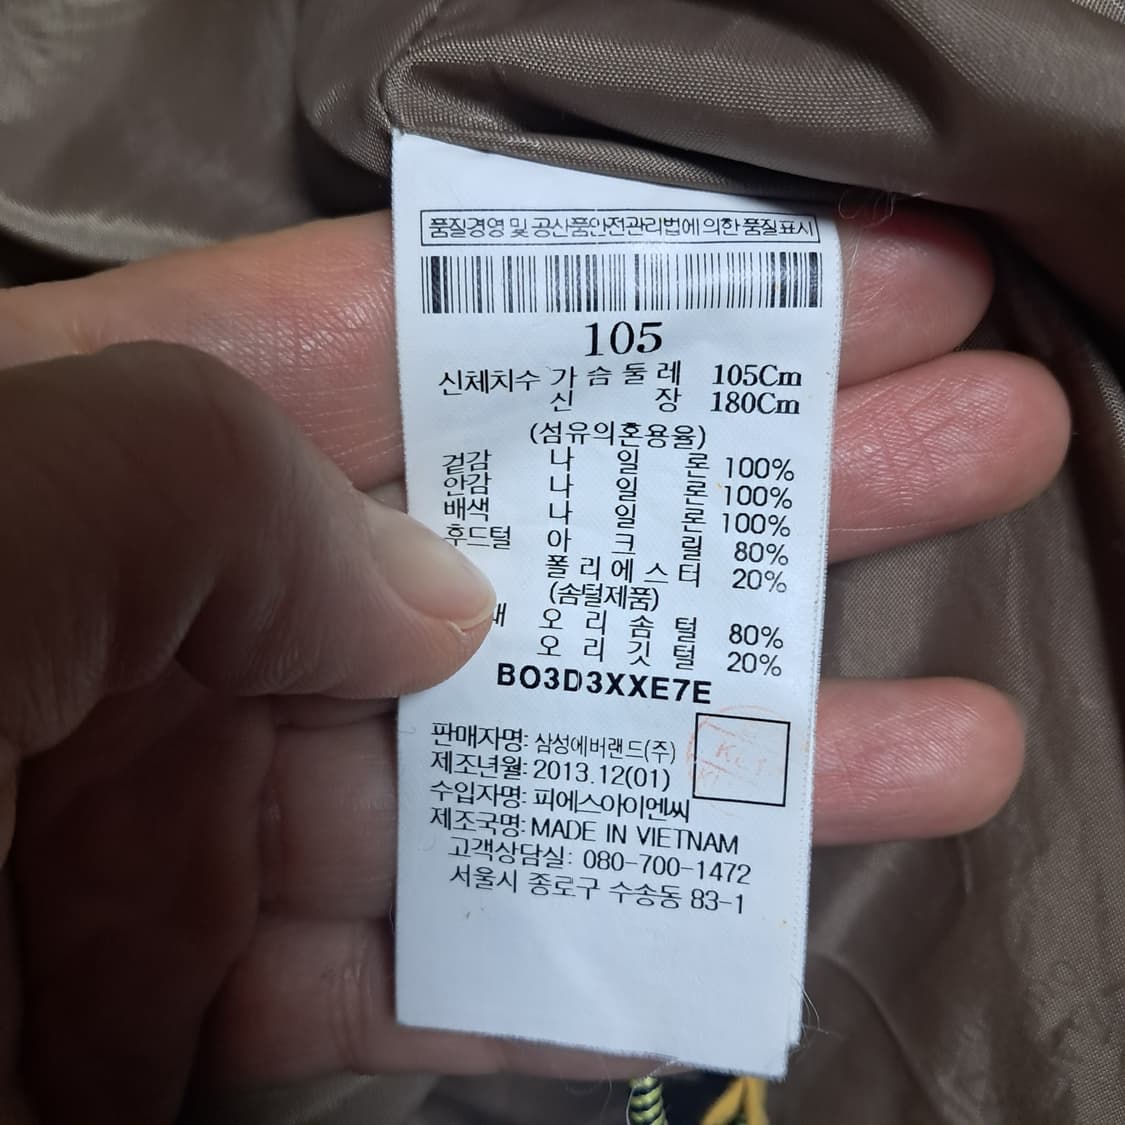 품질경영 및 공산품안전관리법에 의한 품질표시
105
신체치수 가 슴 둘 레 105Cm
신 장 180Cm
(섬유의혼용율)
겉감 나 일 론 100%
안감 나 일 론 100%
배색 나 일 론 100%
후드털 아 크 릴 80%
폴 리 에 스 터 20%
(솜털제품)
오 리 솜 털 80%
오 리 깃 털 20%
BO3D3XXE7E
판매자명: 삼성에버랜드(주)
제조년월: 2013.12(01)
수입자명: 피에스아이엔씨
제조국명: MADE IN VIETNAM
고객상담실: 080-700-1472
서울시 종로구 수송동 83-1